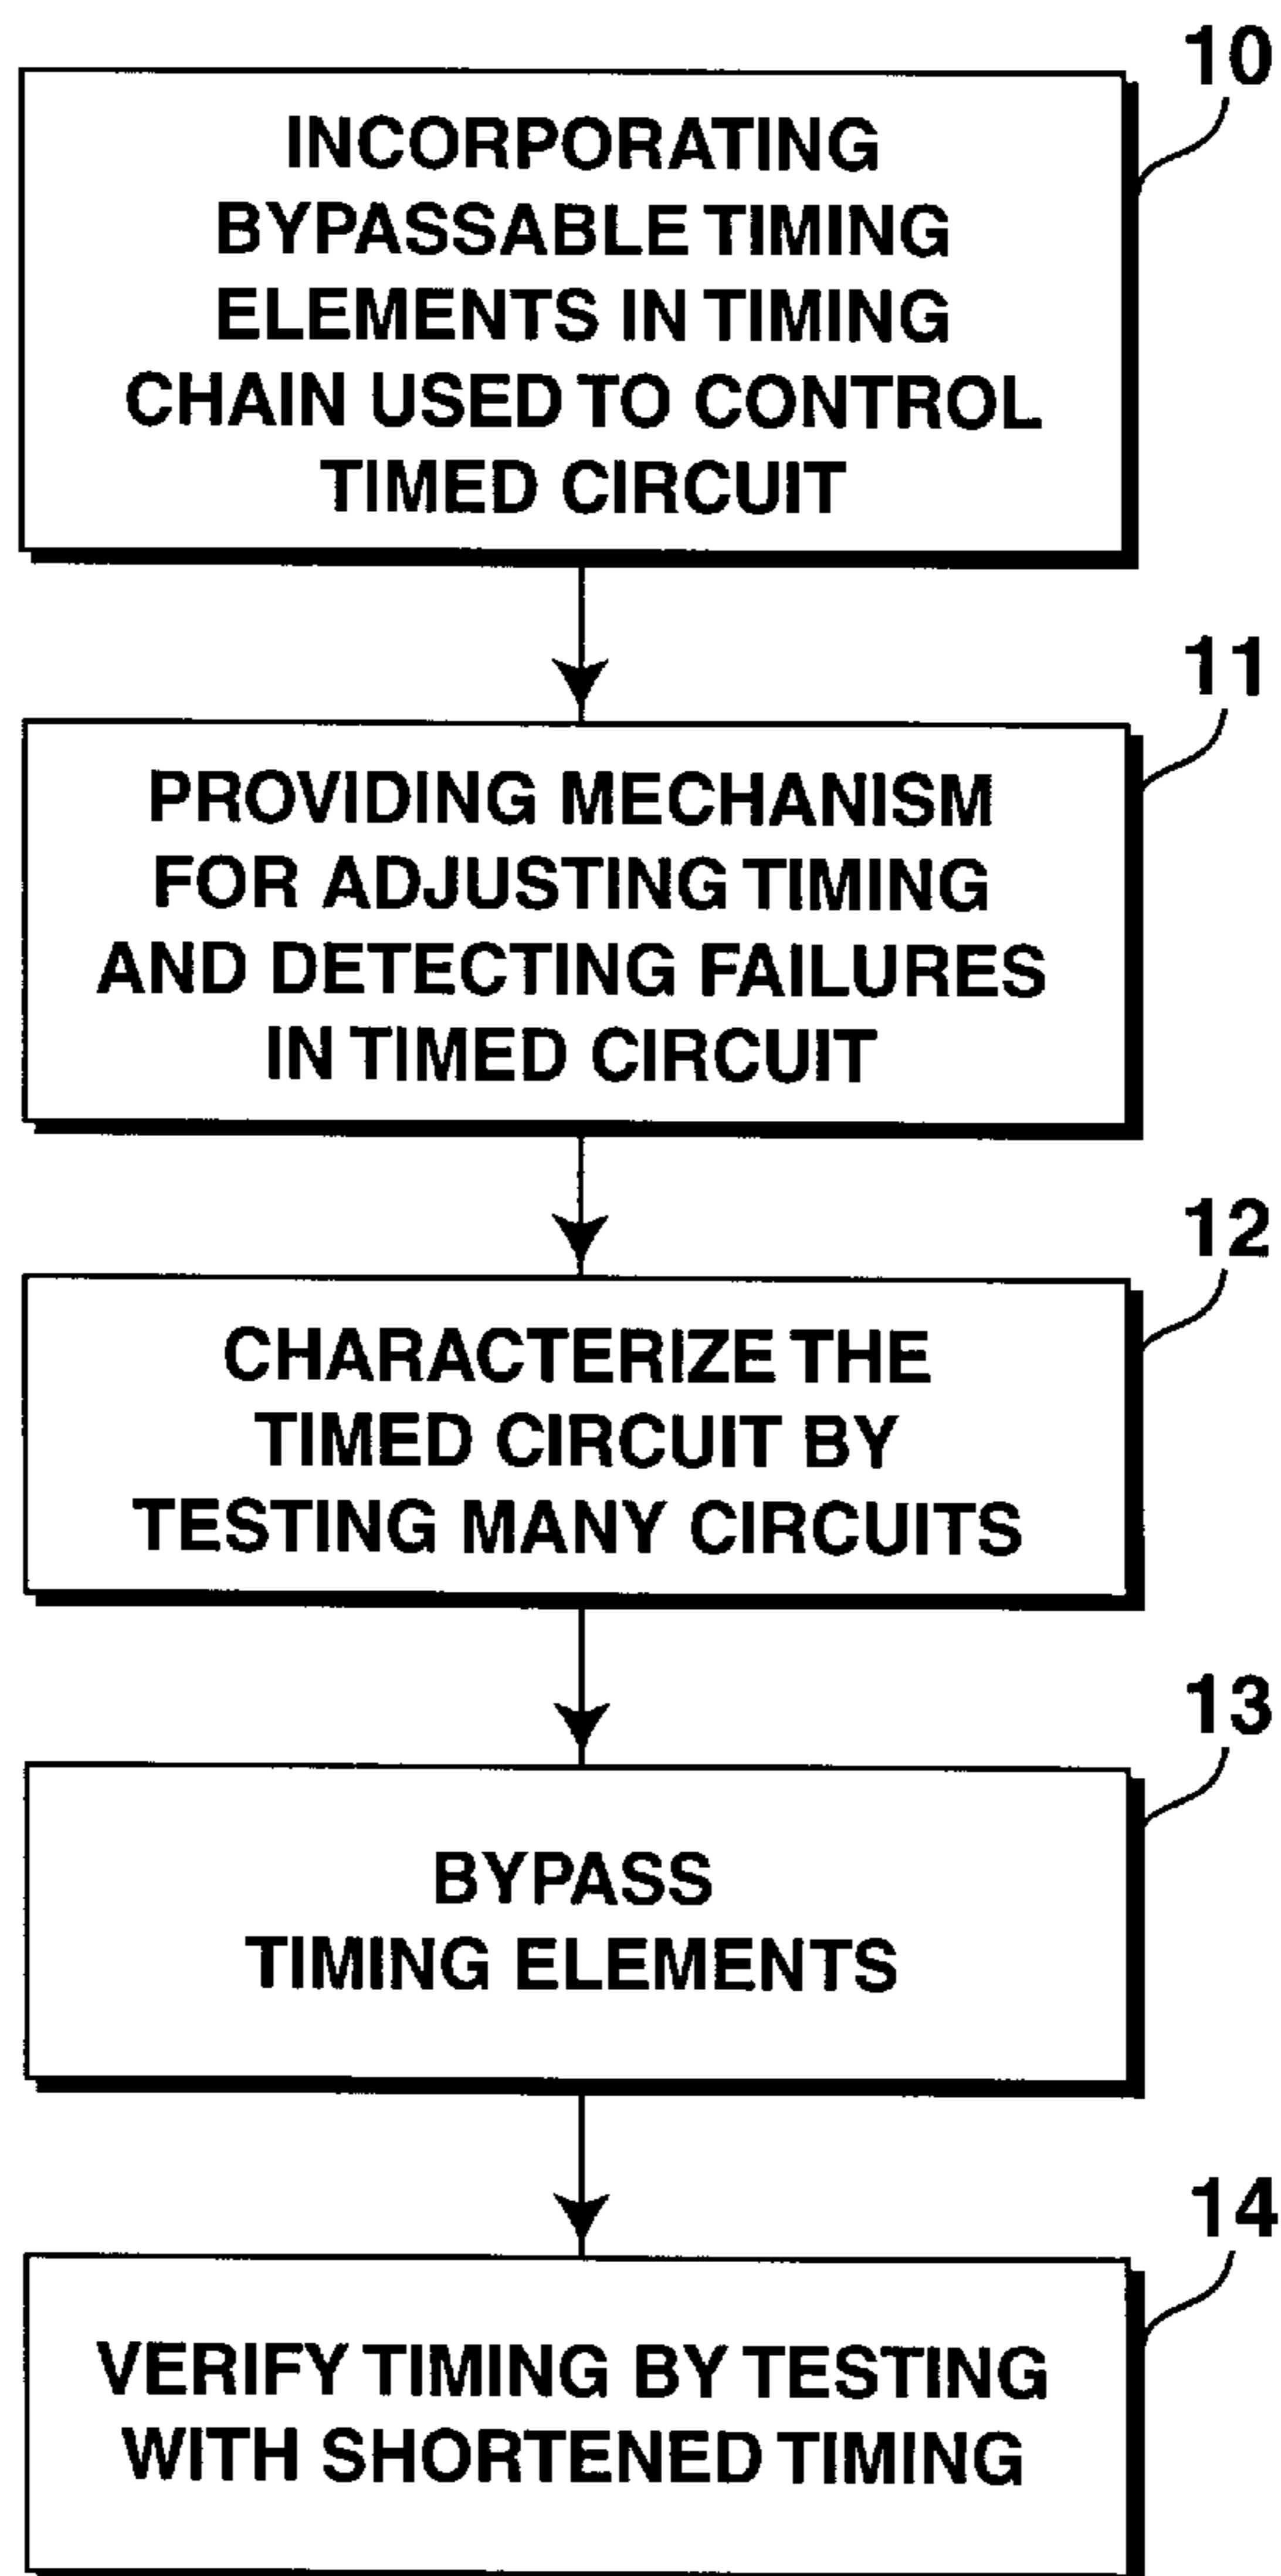 10
INCORPORATING
BYPASSABLE TIMING
ELEMENTS IN TIMING
CHAIN USED TO CONTROL
TIMED CIRCUIT
11
PROVIDING MECHANISM
FOR ADJUSTING TIMING
AND DETECTING FAILURES
IN TIMED CIRCUIT
12
CHARACTERIZE THE
TIMED CIRCUIT BY
TESTING MANY CIRCUITS
13
BYPASS
TIMING ELEMENTS
14
VERIFY TIMING BY TESTING
WITH SHORTENED TIMING